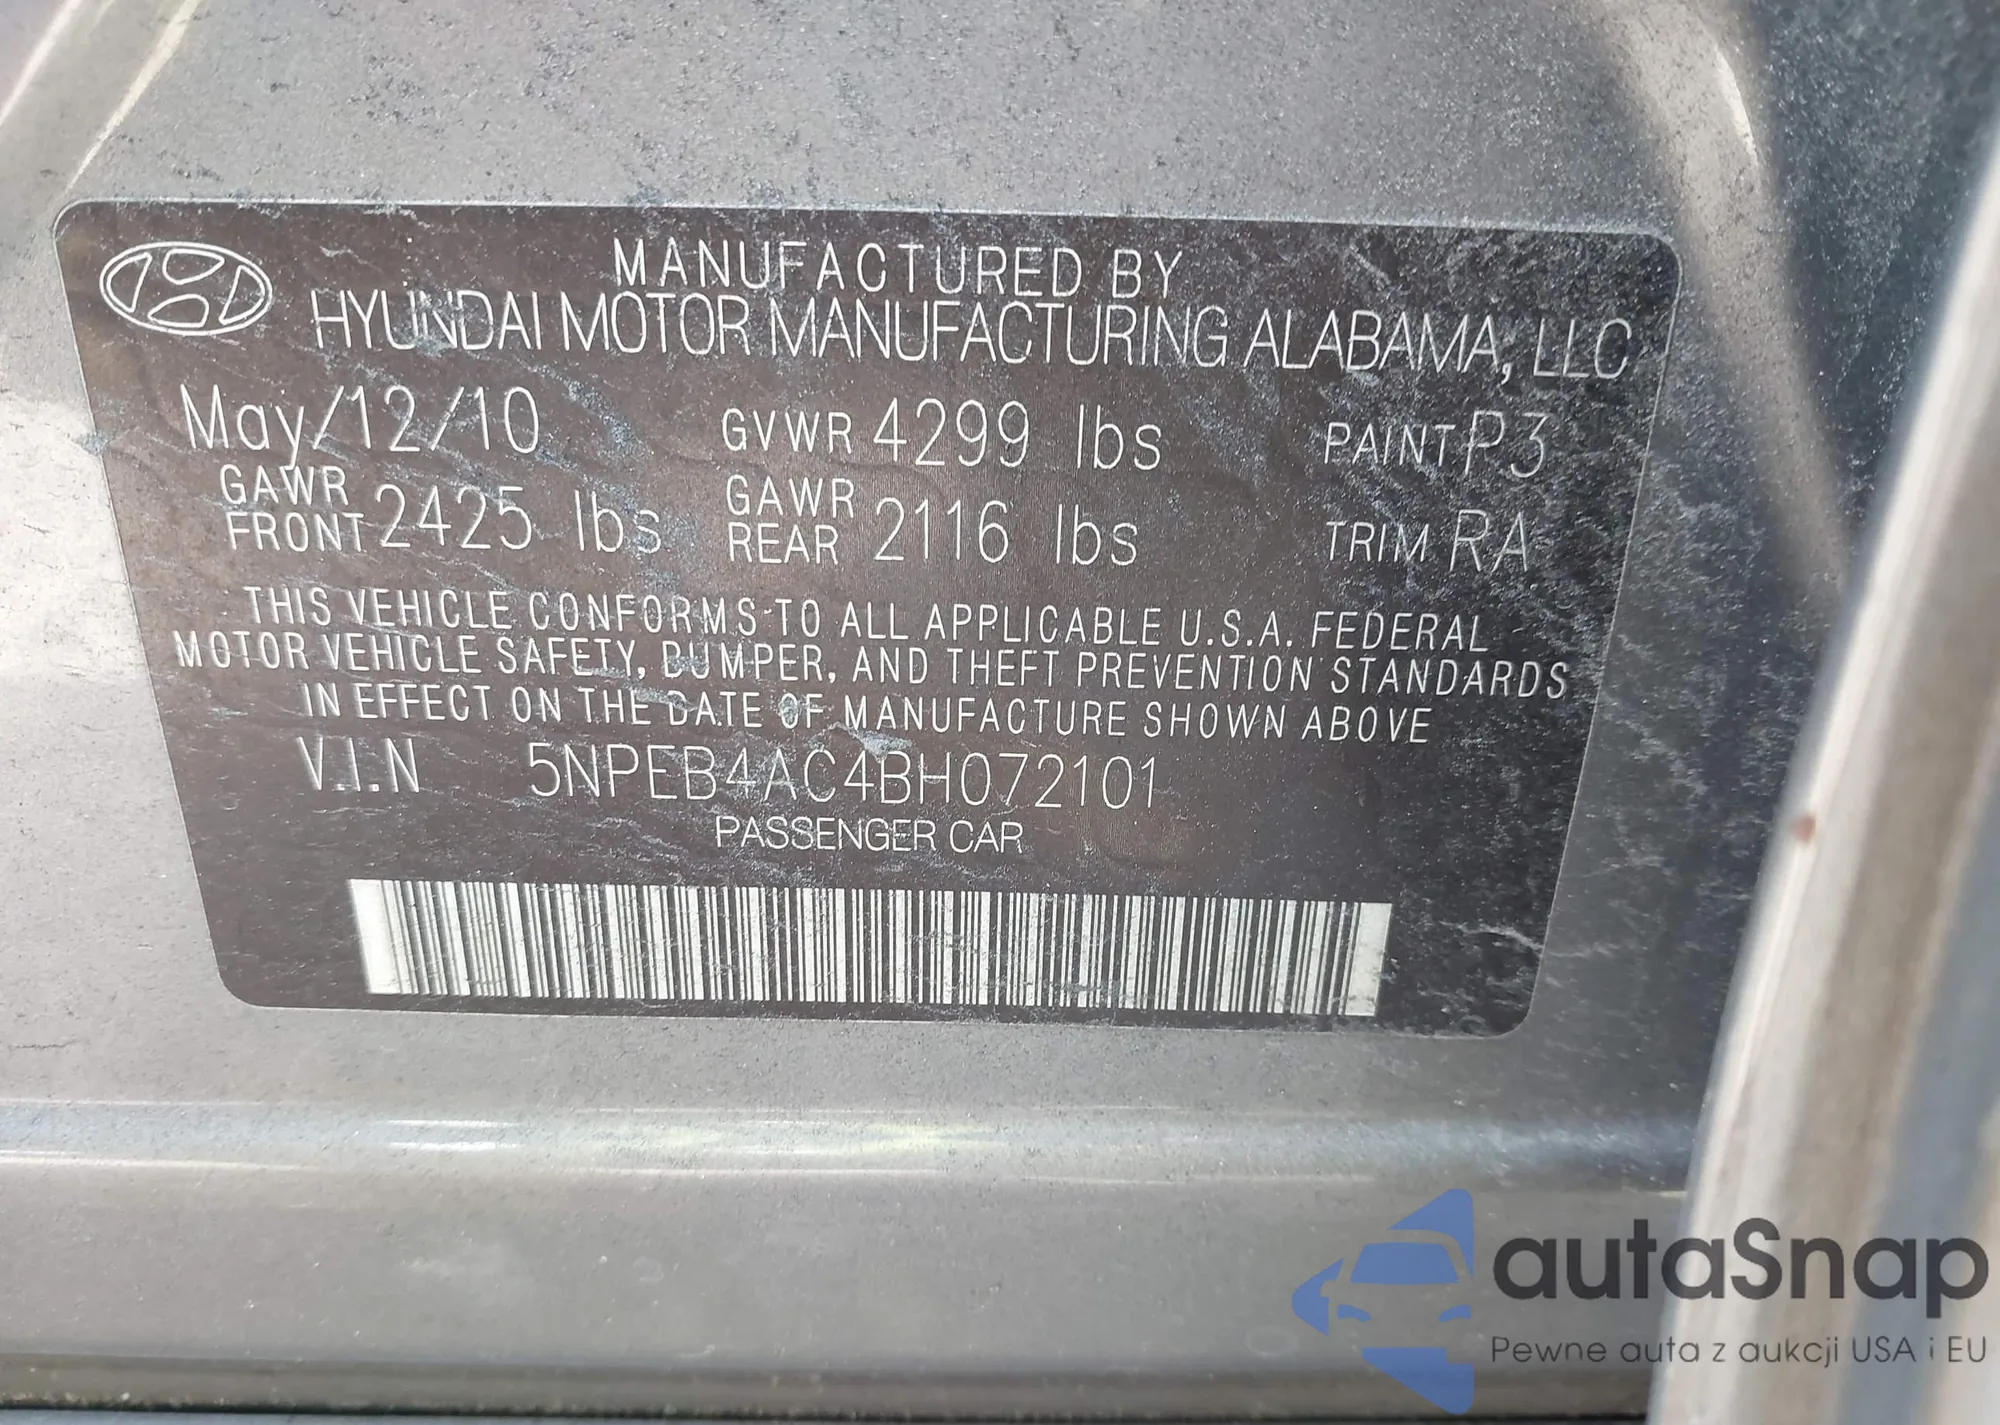 MANUFACTURED BY
HYUNDAI MOTOR MANUFACTURING ALABAMA, LLC
May/12/10 GVWR 4299 lbs PAINT P3
GAWR FRONT 2425 lbs GAWR REAR 2116 lbs TRIM RA
THIS VEHICLE CONFORMS TO ALL APPLICABLE U.S.A. FEDERAL
MOTOR VEHICLE SAFETY, BUMPER, AND THEFT PREVENTION STANDARDS
IN EFFECT ON THE DATE OF MANUFACTURE SHOWN ABOVE
V.I.N 5NPEB4AC4BH072101
PASSENGER CAR
autaSnap
Pewne auta z aukcji USA i EU